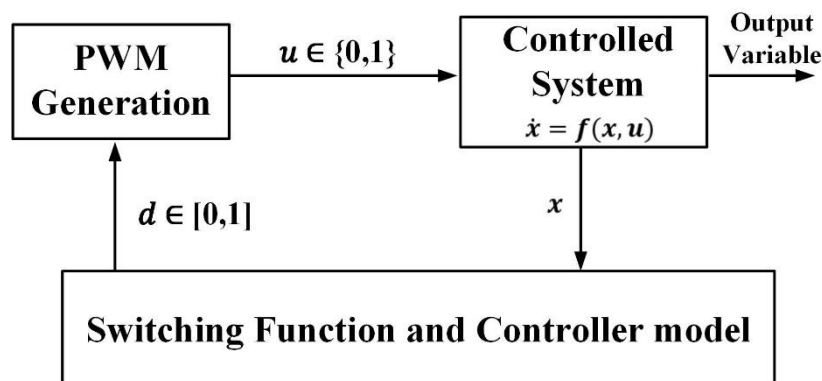 PWM
Generation
u ∈ {0,1}
Controlled
System
ẋ = f(x, u)
Output
Variable
d ∈ [0,1]
x
Switching Function and Controller model